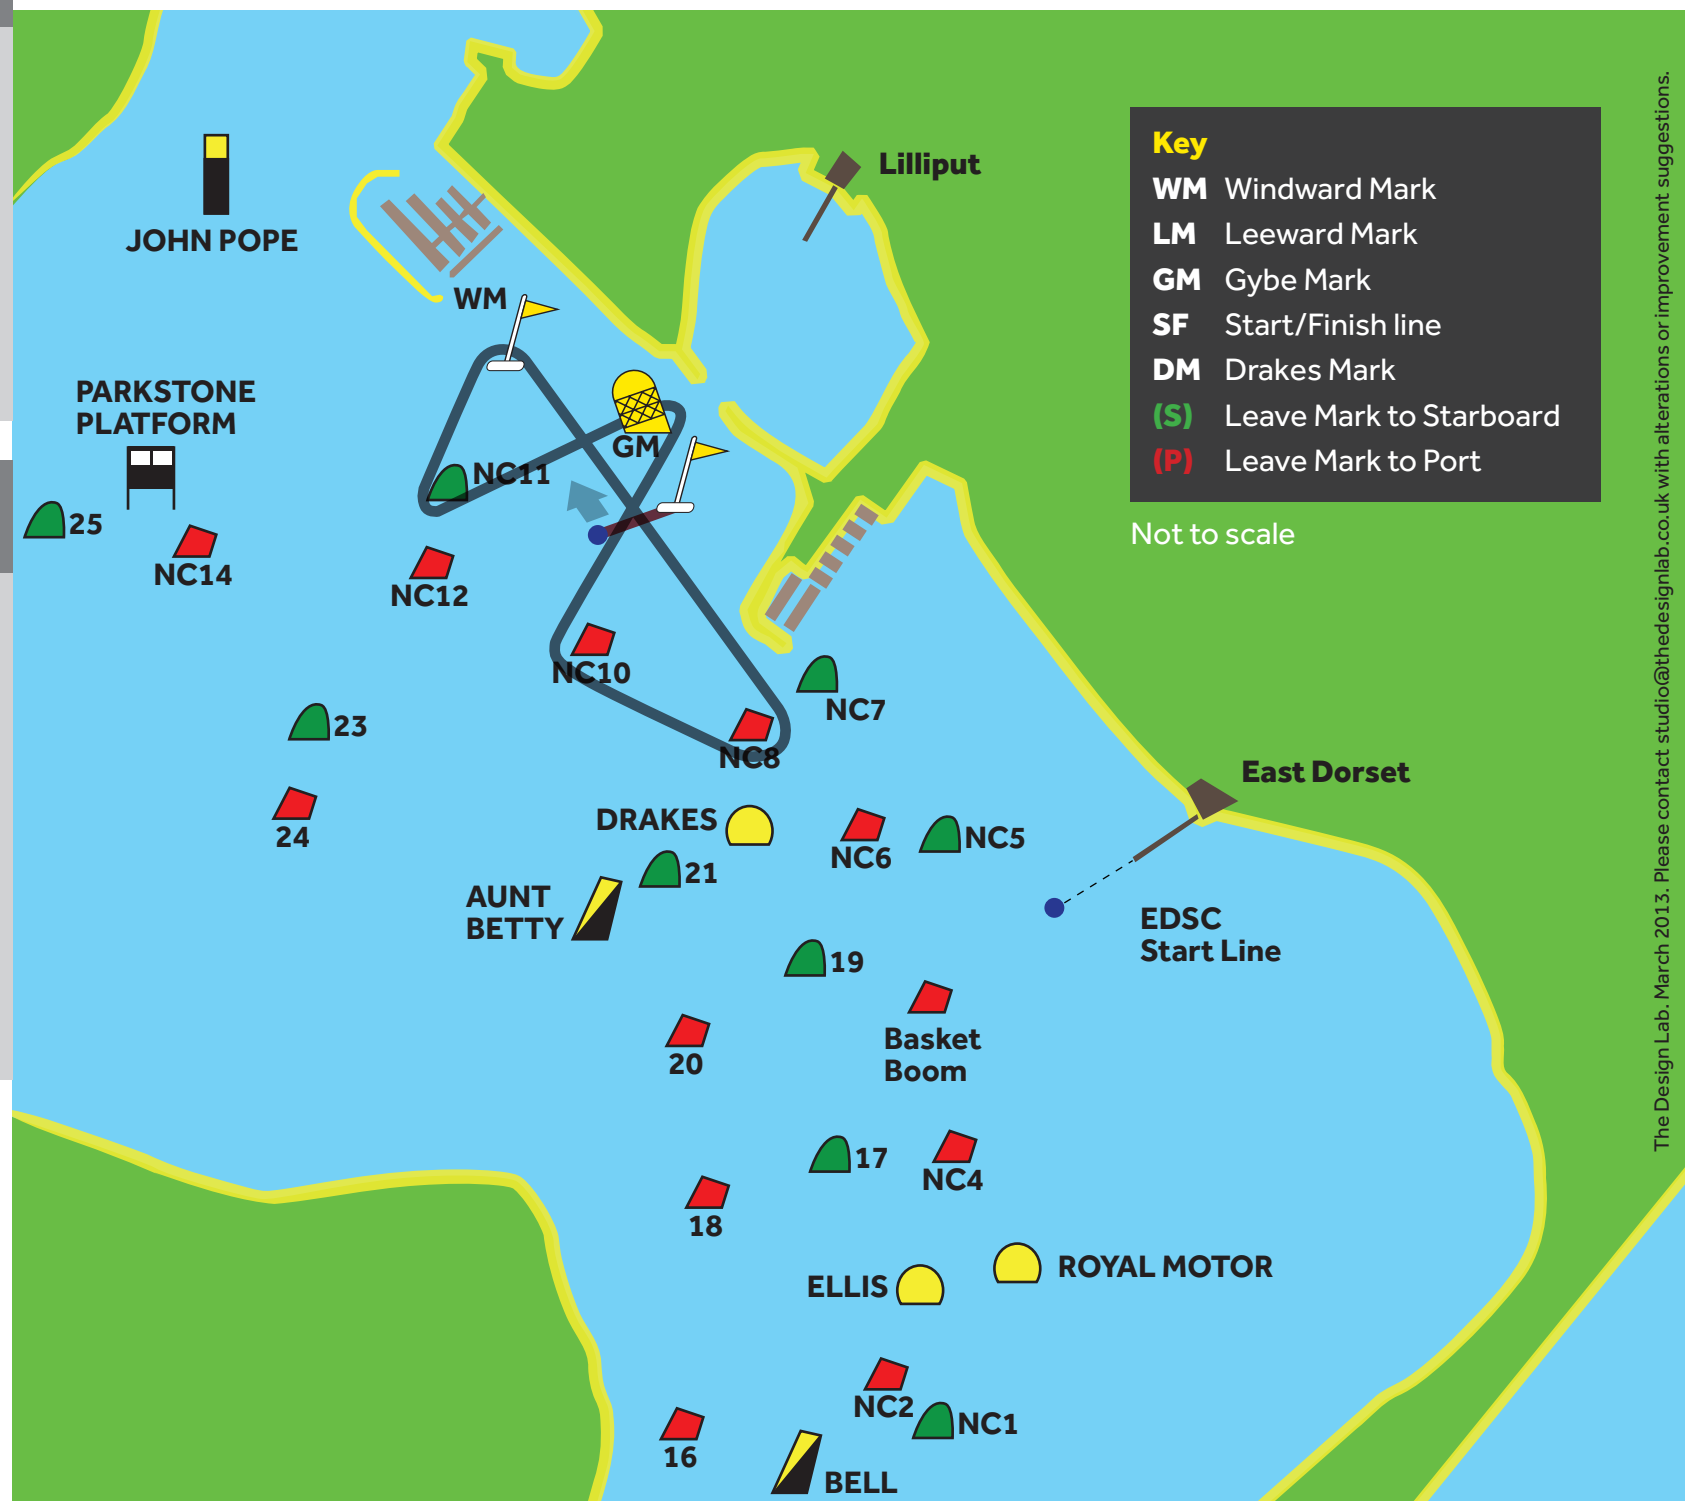 JOHN POPE
Lilliput
Key
WM Windward Mark
LM Leeward Mark
GM Gybe Mark
SF Start/Finish line
DM Drakes Mark
(S) Leave Mark to Starboard
(P) Leave Mark to Port
Not to scale
WM
PARKSTONE
PLATFORM
GM
NC11
25
NC14
NC12
NC10
NC7
23
NC8
24
DRAKES
NC6
NC5
East Dorset
21
AUNT
BETTY
EDSC
Start Line
19
20
Basket
Boom
17
NC4
18
ELLIS
ROYAL MOTOR
NC2
NC1
16
BELL
The Design Lab. March 2013. Please contact studio@thedesignlab.co.uk with alterations or improvement suggestions.